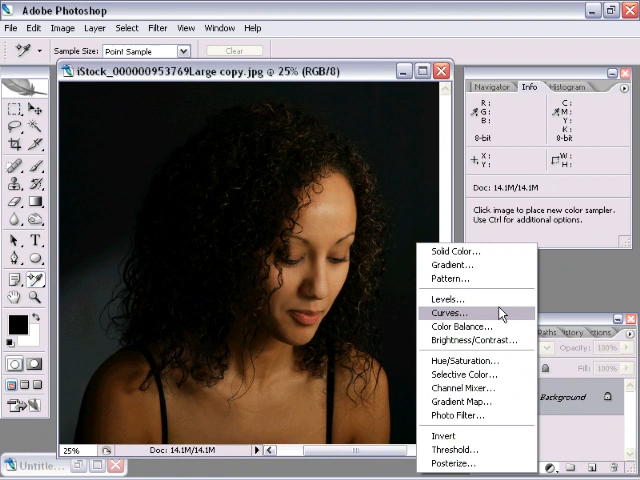 Adobe Photoshop
File Edit Image Layer Select Filter View Window Help
Sample Size: Point Sample Clear
iStock_000000953769Large copy.jpg @ 25% (RGB/8)
Navigator Info Histogram
R: C:
G: M:
B: Y:
K:
8-bit 8-bit
X: W:
Y: H:
Doc: 14.1M/14.1M
Click image to place new color sampler.
Use Ctrl for additional options.
Solid Color...
Gradient...
Pattern...
Levels...
Curves...
Color Balance...
Brightness/Contrast...
Hue/Saturation...
Selective Color...
Channel Mixer...
Gradient Map...
Photo Filter...
Invert
Threshold...
Posterize...
Paths istory ctions
Opacity: 100%
Fill: 100%
Background
25% Doc: 14.1M/14.1M
Untitle...